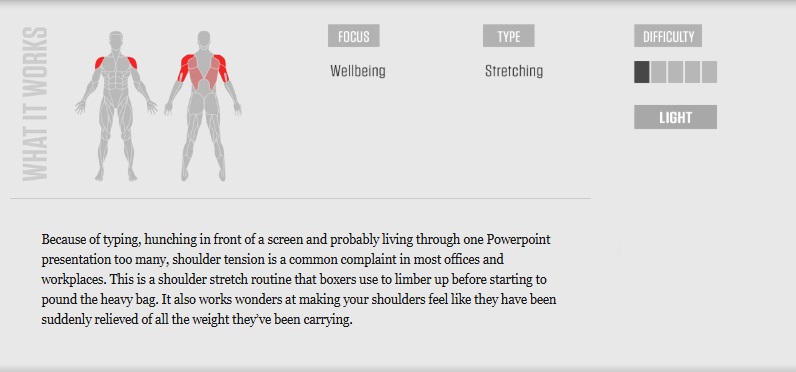 WHAT IT WORKS
FOCUS
Wellbeing
TYPE
Stretching
DIFFICULTY
LIGHT
Because of typing, hunching in front of a screen and probably living through one Powerpoint
presentation too many, shoulder tension is a common complaint in most offices and
workplaces. This is a shoulder stretch routine that boxers use to limber up before starting to
pound the heavy bag. It also works wonders at making your shoulders feel like they have been
suddenly relieved of all the weight they've been carrying.